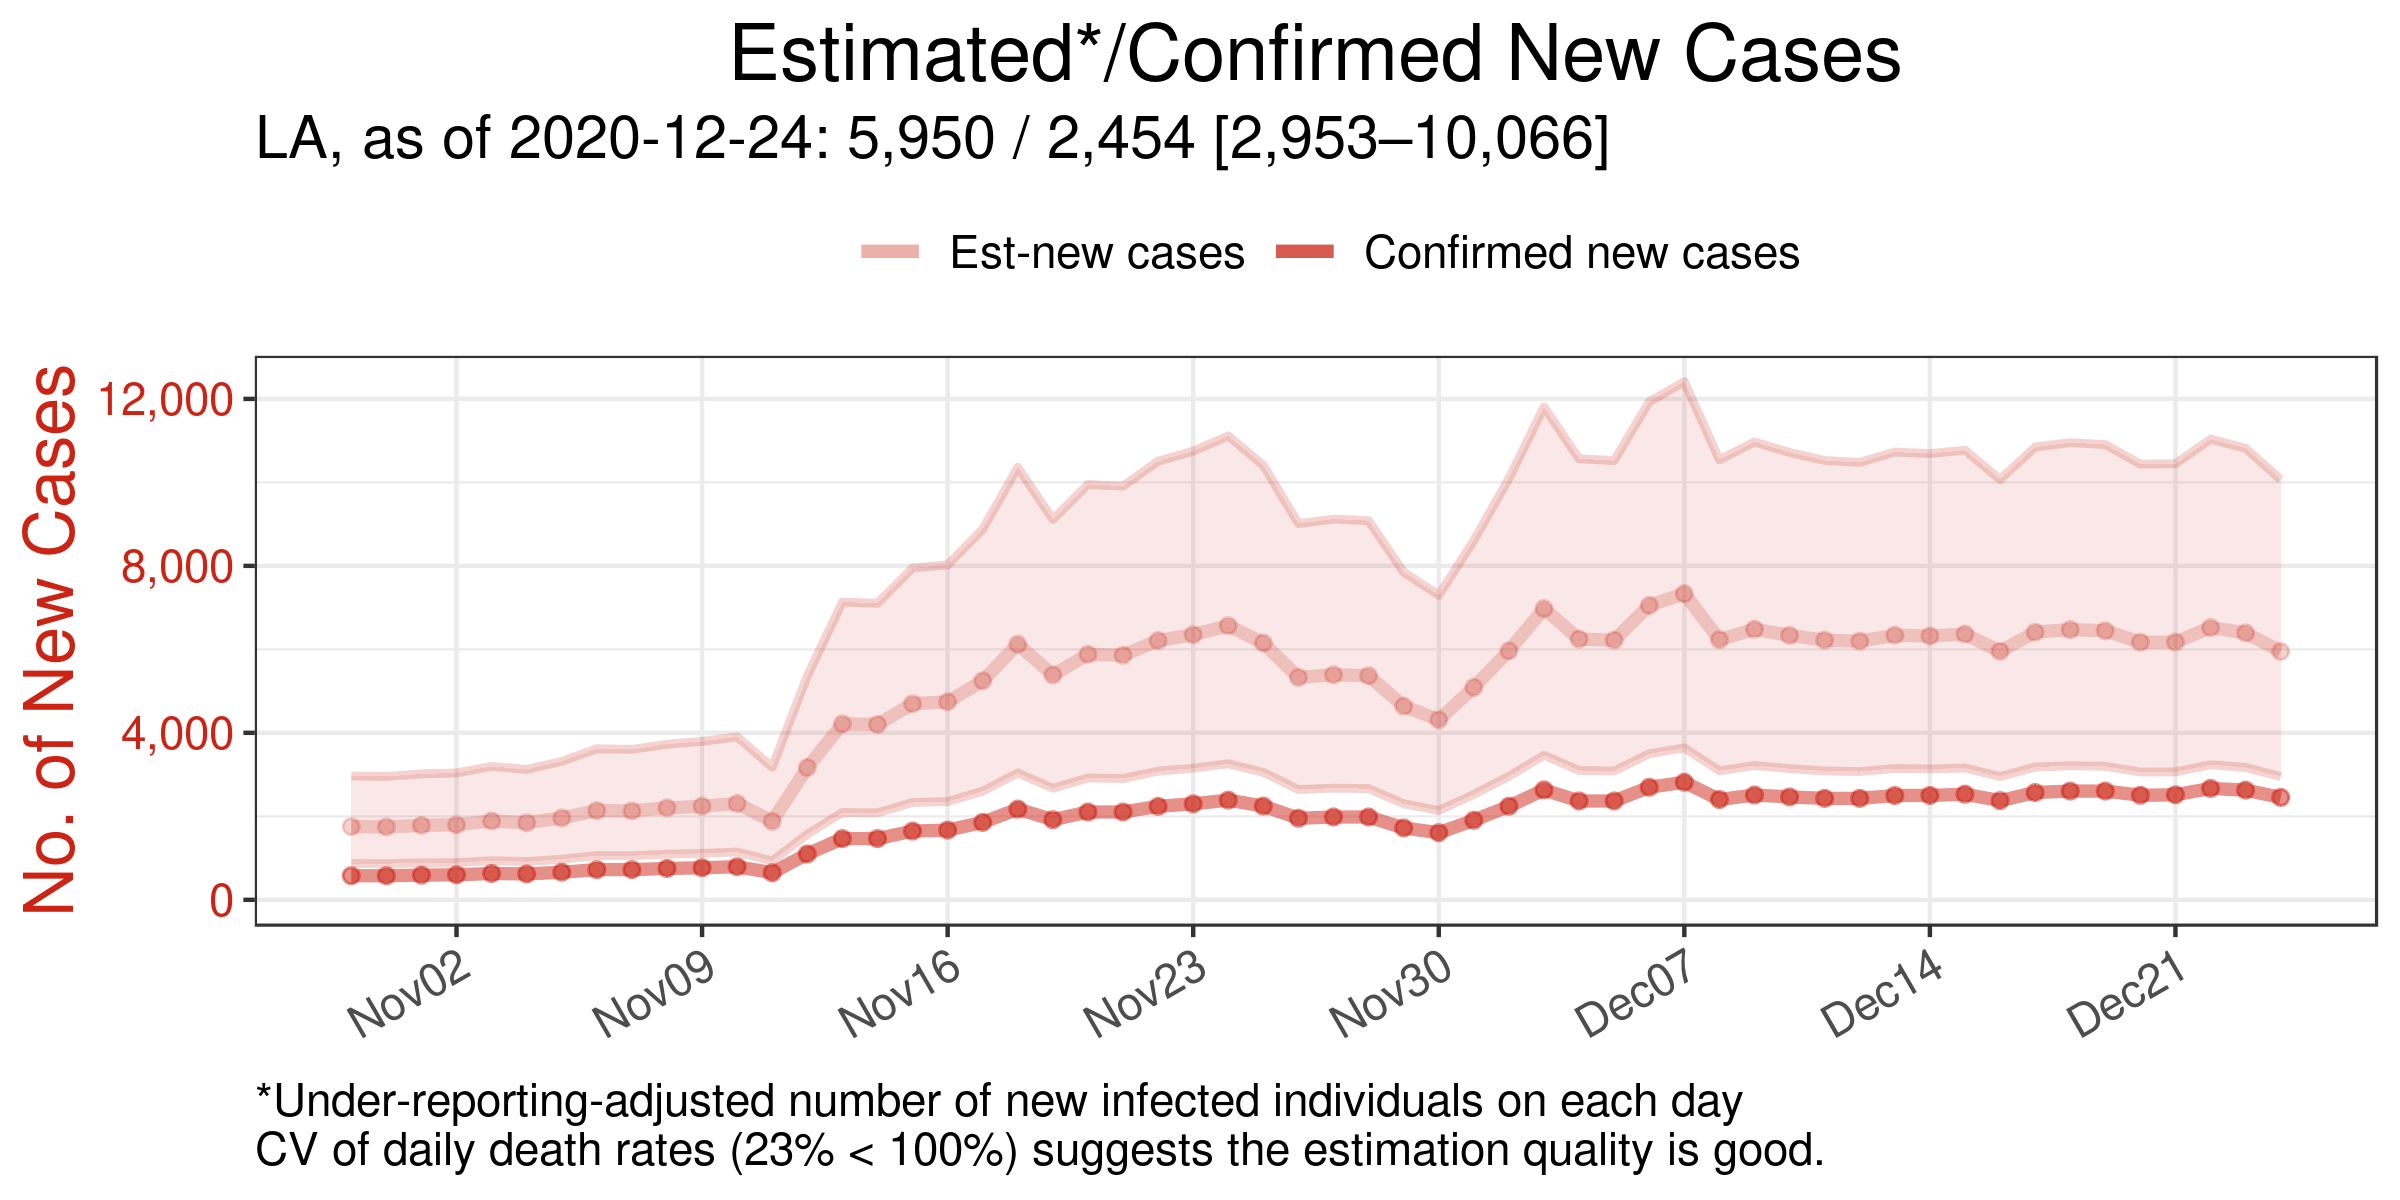 Estimated*/Confirmed New Cases
LA, as of 2020-12-24: 5,950 / 2,454 [2,953–10,066]
Est-new cases
Confirmed new cases
No. of New Cases
12,000
8,000
4,000
0
Nov02
Nov09
Nov16
Nov23
Nov30
Dec07
Dec14
Dec21
*Under-reporting-adjusted number of new infected individuals on each day
CV of daily death rates (23% < 100%) suggests the estimation quality is good.